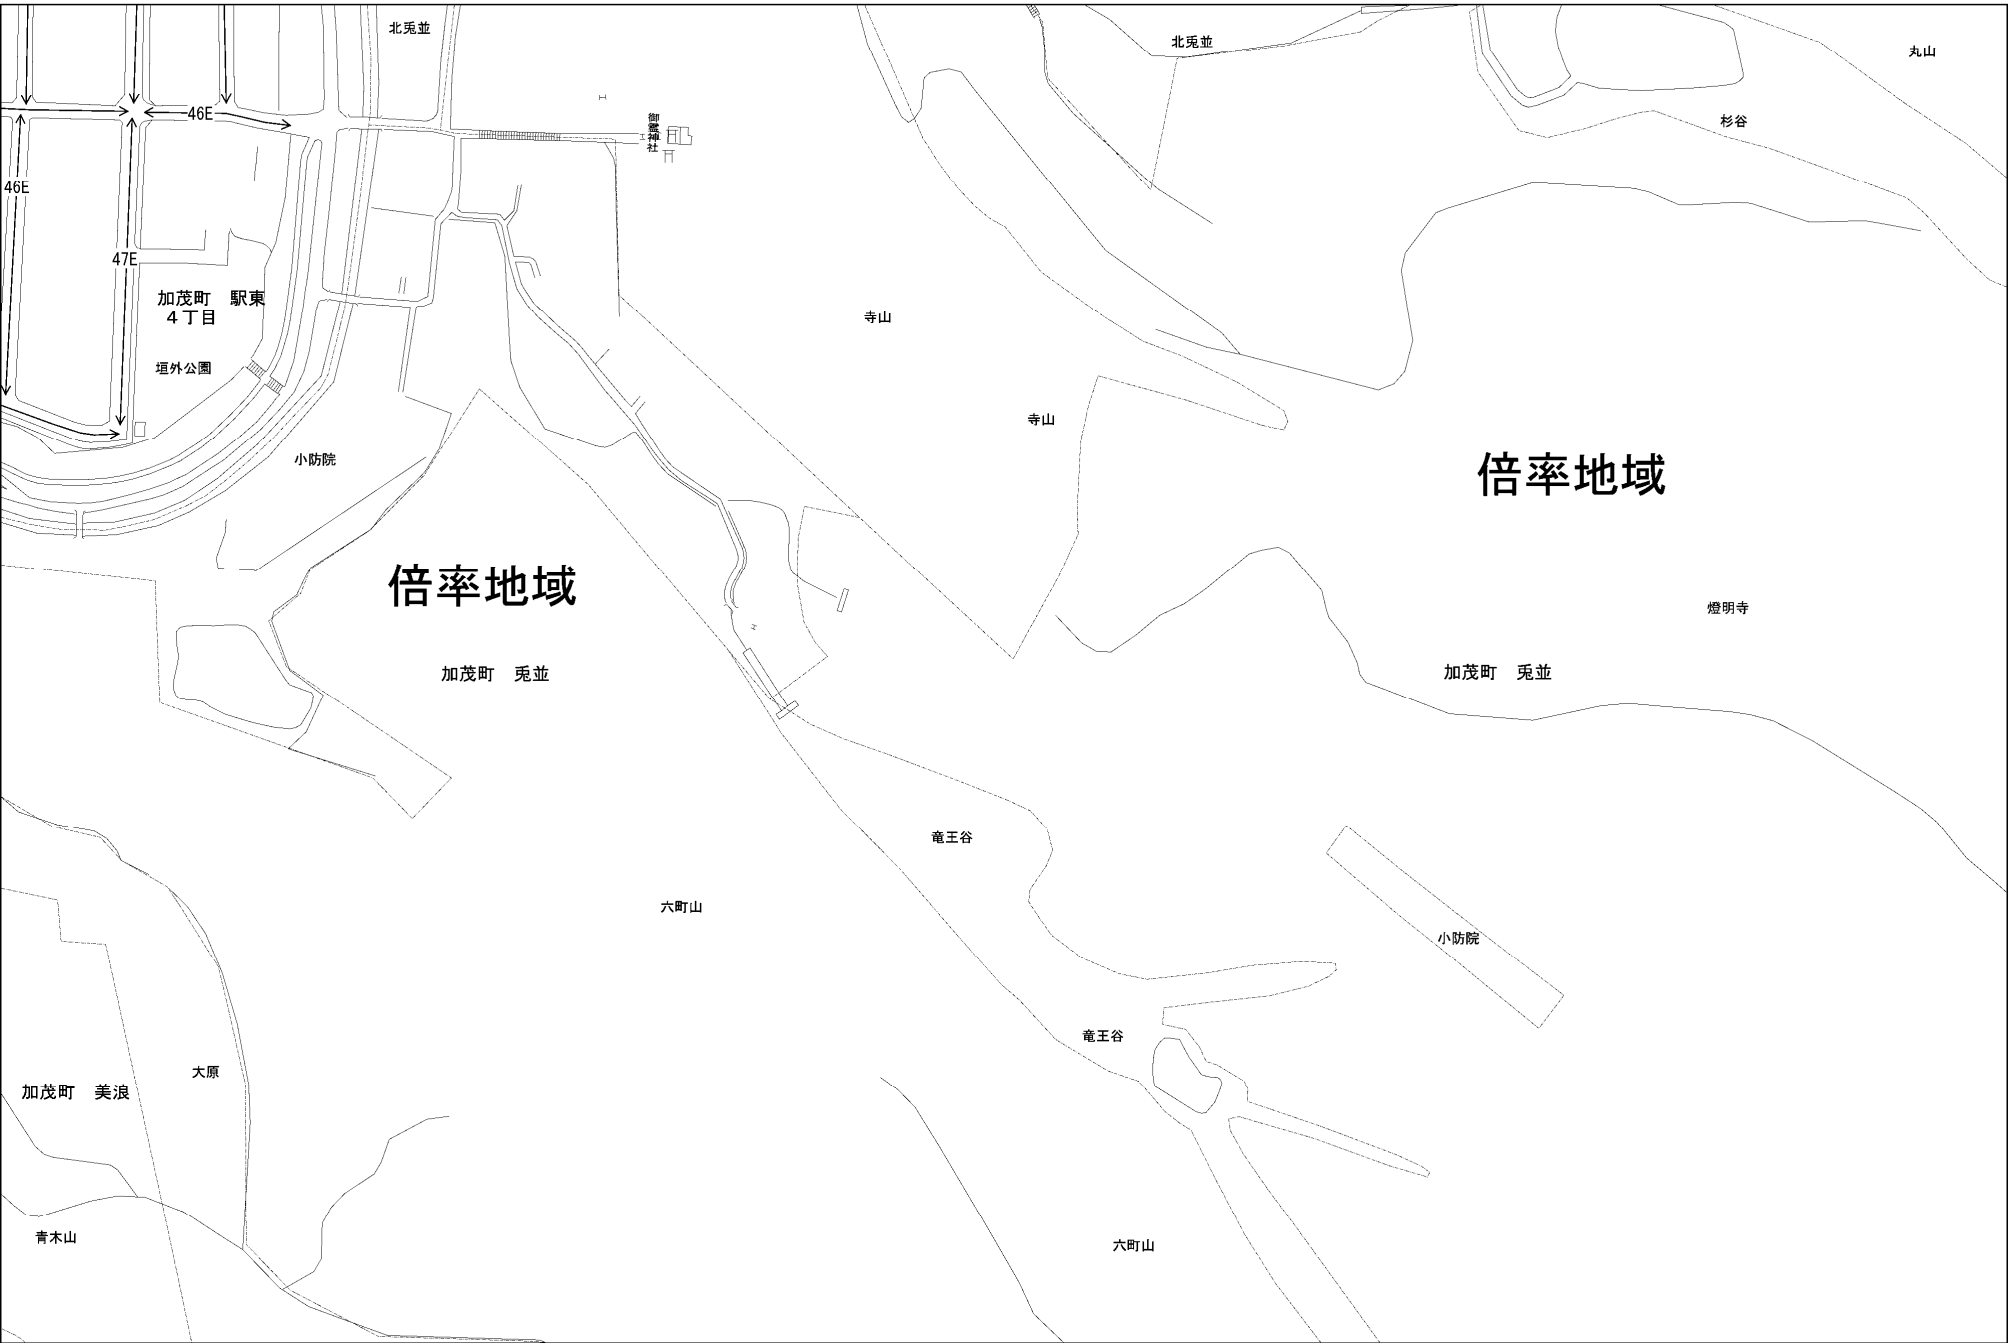 北兎並
北兎並
丸山
46E
御霊神社
杉谷
46E
47E
加茂町　駅東
４丁目
寺山
垣外公園
寺山
小防院
倍率地域
倍率地域
燈明寺
加茂町　兎並
加茂町　兎並
竜王谷
六町山
小防院
竜王谷
大原
加茂町　美浪
青木山
六町山